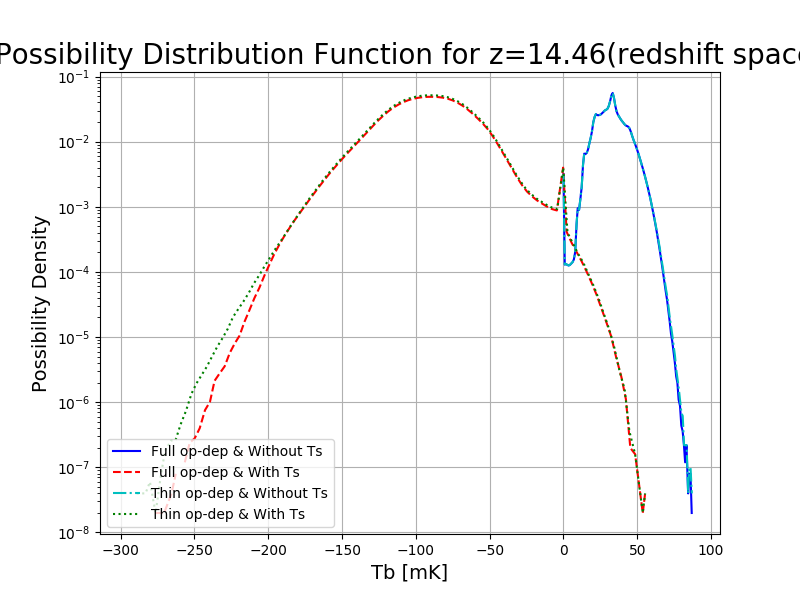 Possibility Distribution Function for z=14.46(redshift space
Possibility Density
10⁻¹
10⁻²
10⁻³
10⁻⁴
10⁻⁵
10⁻⁶
10⁻⁷
10⁻⁸
Full op-dep & Without Ts
Full op-dep & With Ts
Thin op-dep & Without Ts
Thin op-dep & With Ts
−300 −250 −200 −150 −100 −50 0 50 100
Tb [mK]